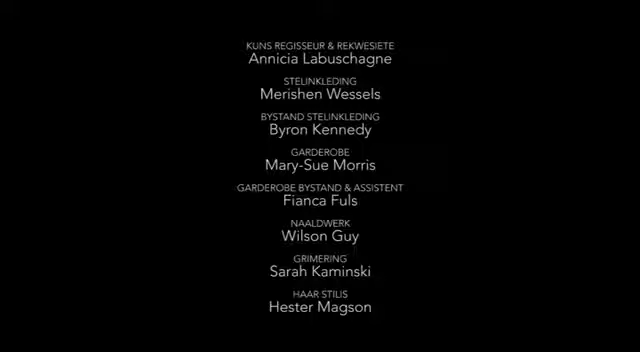 KUNS REGISSEUR & REKWESIETE
Annicia Labuschagne
STELINKLEDING
Merishen Wessels
BYSTAND STELINKLEDING
Byron Kennedy
GARDEROBE
Mary-Sue Morris
GARDEROBE BYSTAND & ASSISTENT
Fianca Fuls
NAALDWERK
Wilson Guy
GRIMERING
Sarah Kaminski
HAAR STILIS
Hester Magson